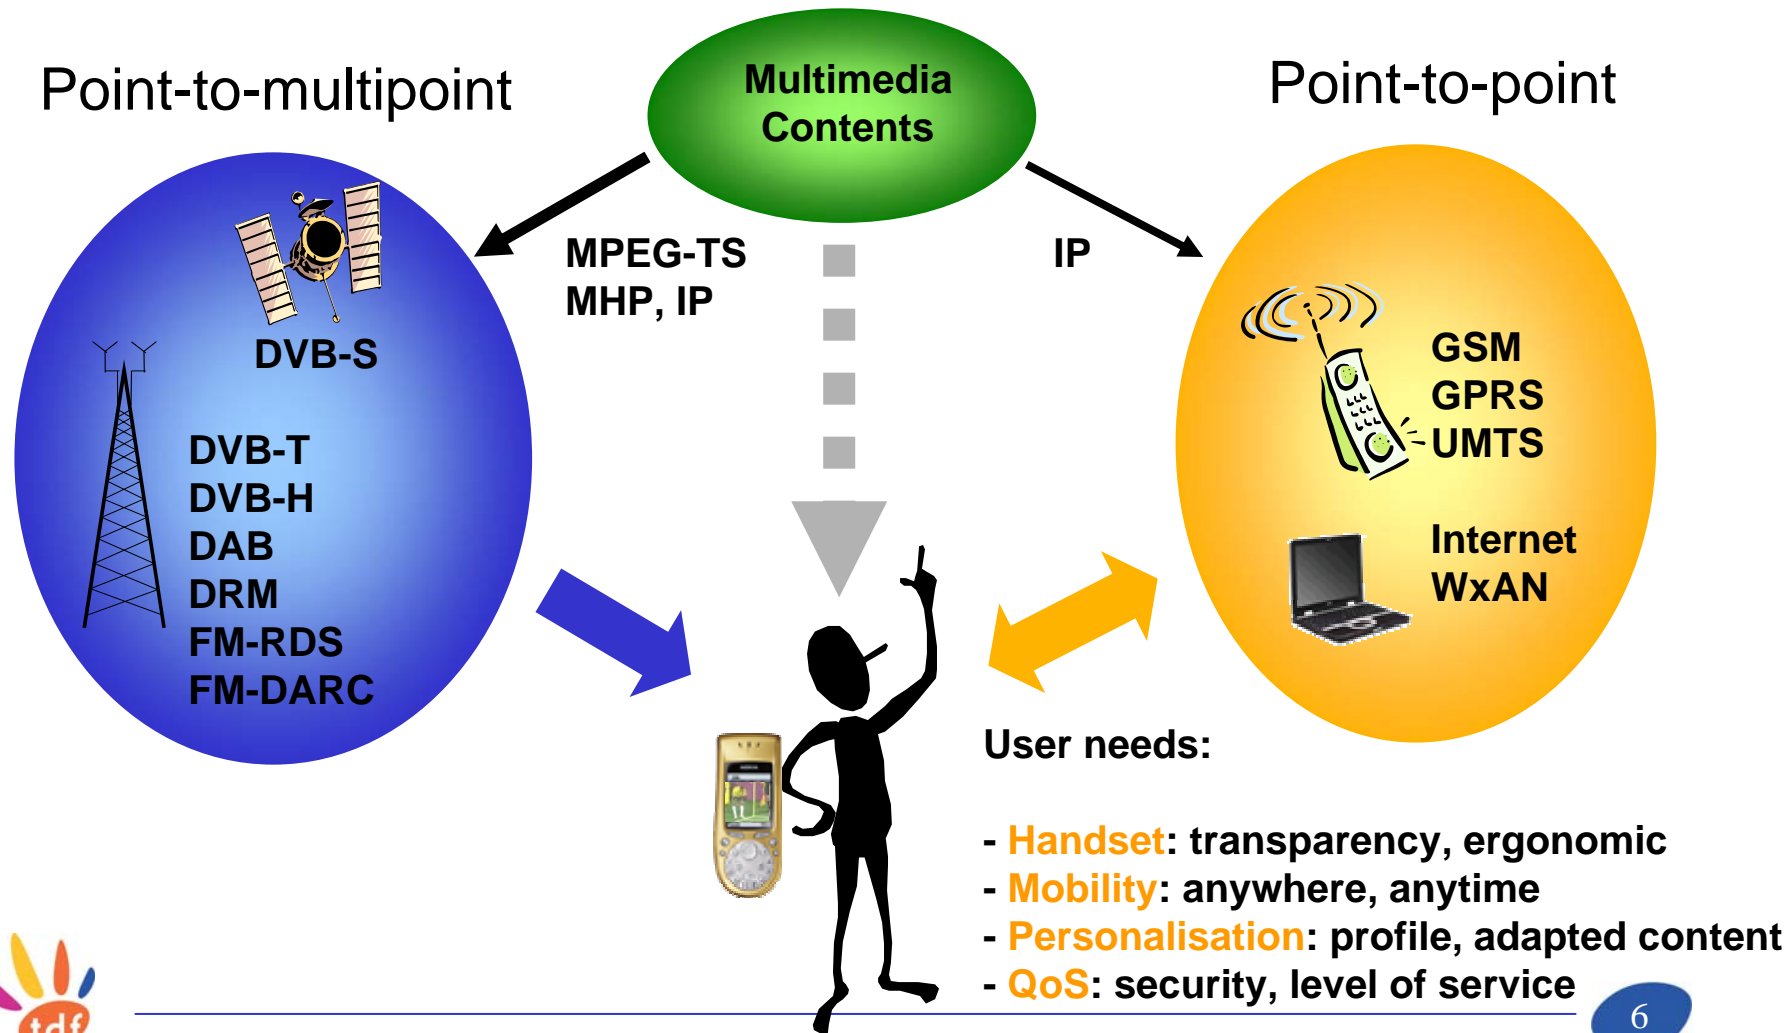 Point-to-multipoint
Multimedia
Contents
Point-to-point
MPEG-TS
MHP, IP
IP
DVB-S
DVB-T
DVB-H
DAB
DRM
FM-RDS
FM-DARC
GSM
GPRS
UMTS
Internet
WxAN
User needs:
- Handset: transparency, ergonomic
- Mobility: anywhere, anytime
- Personalisation: profile, adapted content
- QoS: security, level of service
tdf
6